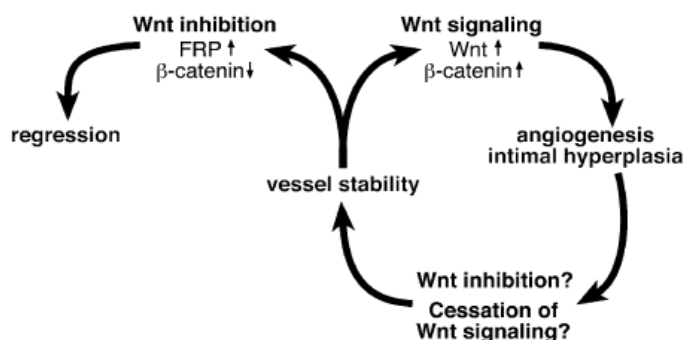 Wnt inhibition
FRP ↑
β-catenin↓
Wnt signaling
Wnt ↑
β-catenin↑
regression
angiogenesis
intimal hyperplasia
vessel stability
Wnt inhibition?
Cessation of
Wnt signaling?